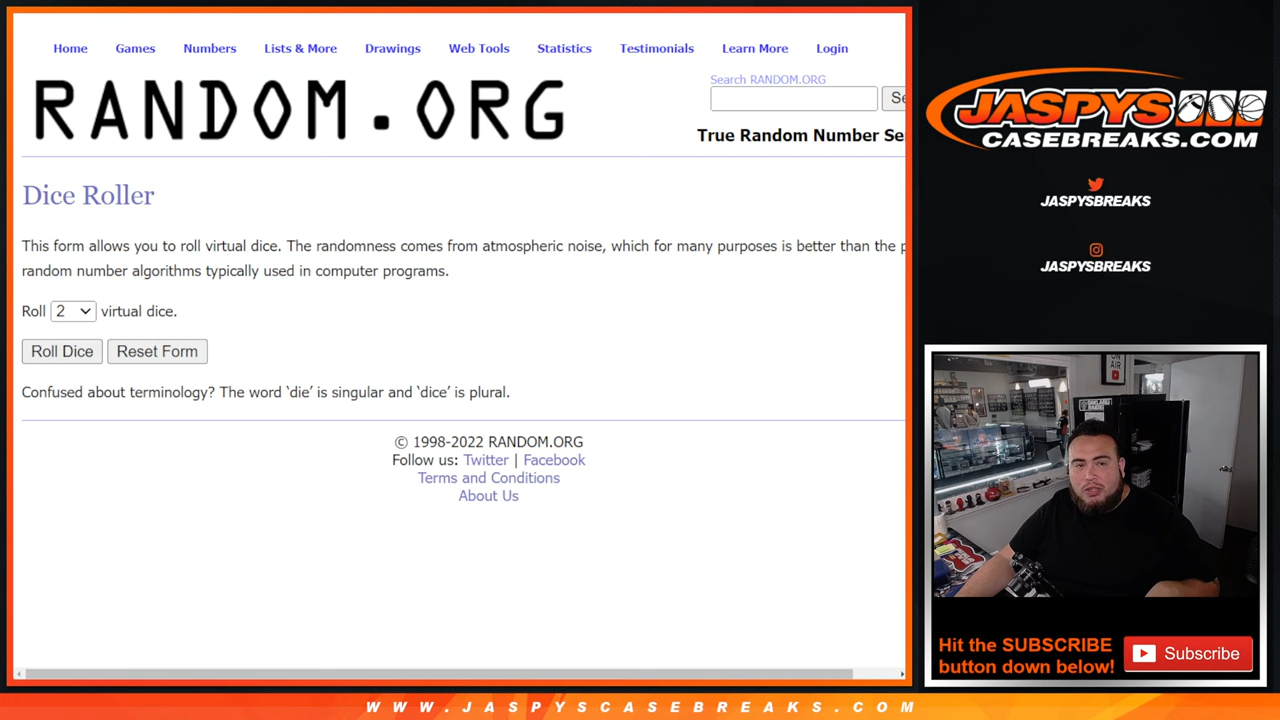 Home Games Numbers Lists & More Drawings Web Tools Statistics Testimonials Learn More Login
RANDOM.ORG
Search RANDOM.ORG
Se
True Random Number Se
Dice Roller
This form allows you to roll virtual dice. The randomness comes from atmospheric noise, which for many purposes is better than the p
random number algorithms typically used in computer programs.
Roll 2 virtual dice.
Roll Dice Reset Form
Confused about terminology? The word ‘die’ is singular and ‘dice’ is plural.
© 1998-2022 RANDOM.ORG
Follow us: Twitter | Facebook
Terms and Conditions
About Us
JASPYS
CASEBREAKS.COM
JASPYSBREAKS
JASPYSBREAKS
ON
AIR
Hit the SUBSCRIBE
button down below!
Subscribe
WWW.JASPYSCASEBREAKS.COM